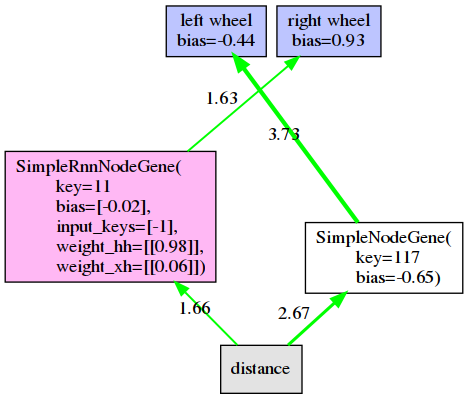 left wheel
bias=-0.44
right wheel
bias=0.93
1.63
3.73
SimpleRnnNodeGene(
key=11
bias=[-0.02],
input_keys=[-1],
weight_hh=[[0.98]],
weight_xh=[[0.06]])
SimpleNodeGene(
key=117
bias=-0.65)
1.66
2.67
distance